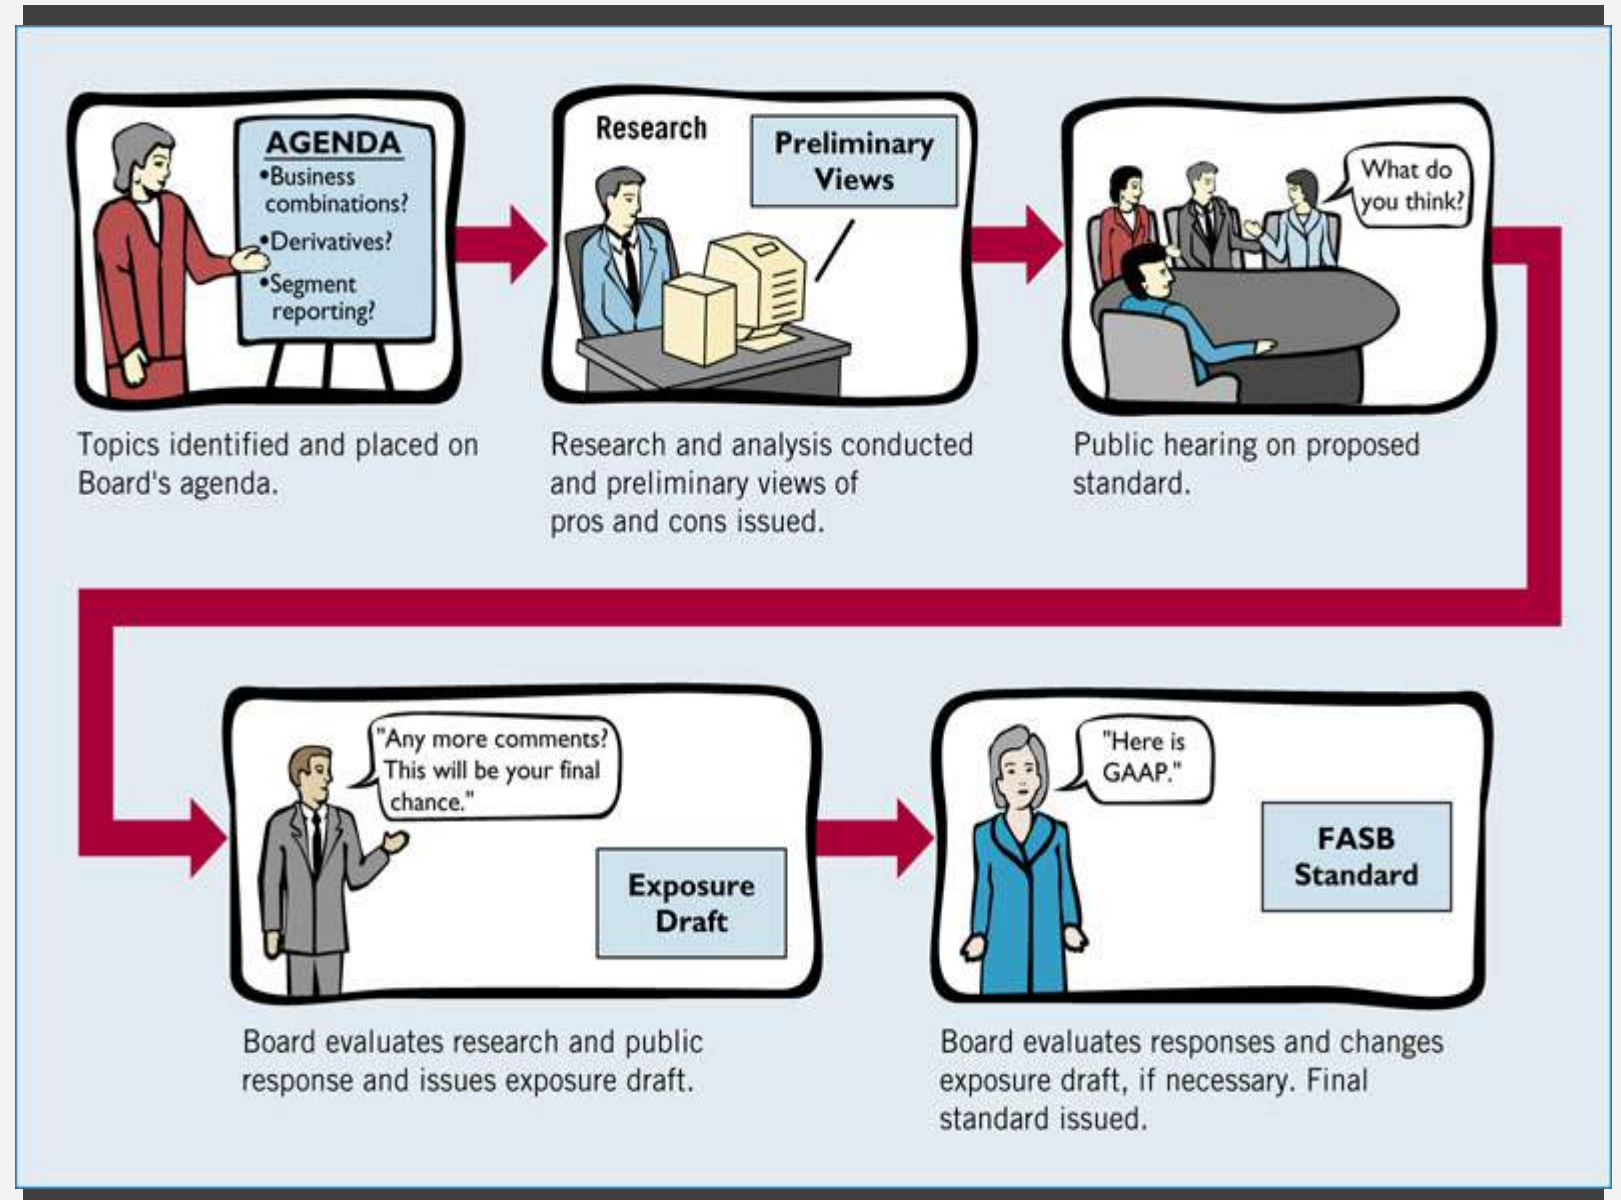 AGENDA
•Business
combinations?
•Derivatives?
•Segment
reporting?
Topics identified and placed on
Board's agenda.
Research
Preliminary
Views
Research and analysis conducted
and preliminary views of
pros and cons issued.
What do
you think?
Public hearing on proposed
standard.
"Any more comments?
This will be your final
chance."
Exposure
Draft
Board evaluates research and public
response and issues exposure draft.
"Here is
GAAP."
FASB
Standard
Board evaluates responses and changes
exposure draft, if necessary. Final
standard issued.